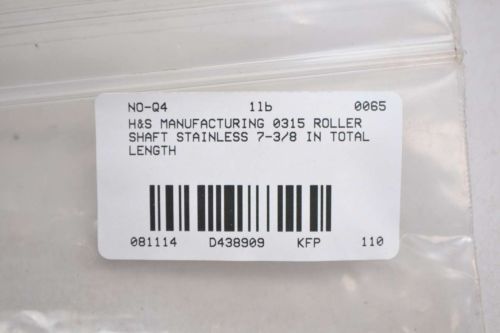 NO-Q4 1lb 0065
H&S MANUFACTURING 0315 ROLLER
SHAFT STAINLESS 7-3/8 IN TOTAL
LENGTH
081114 D438909 KFP 110